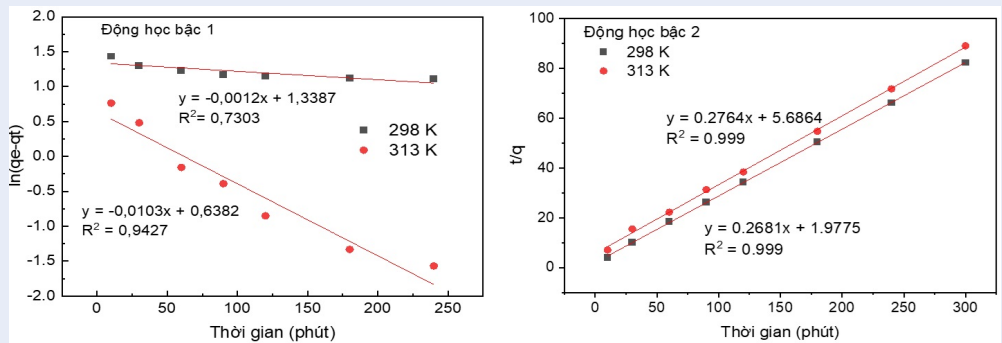 Động học bậc 1
ln(qe-qt)
2.0
1.5
1.0
0.5
0.0
-0.5
-1.0
-1.5
-2.0
y = -0,0012x + 1,3387
R²= 0,7303
298 K
313 K
y = -0,0103x + 0,6382
R² = 0,9427
0
50
100
150
200
250
Thời gian (phút)
Động học bậc 2
298 K
313 K
t/q
100
80
60
40
20
0
y = 0.2764x + 5.6864
R² = 0.999
y = 0.2681x + 1.9775
R² = 0.999
0
50
100
150
200
250
300
Thời gian (phút)